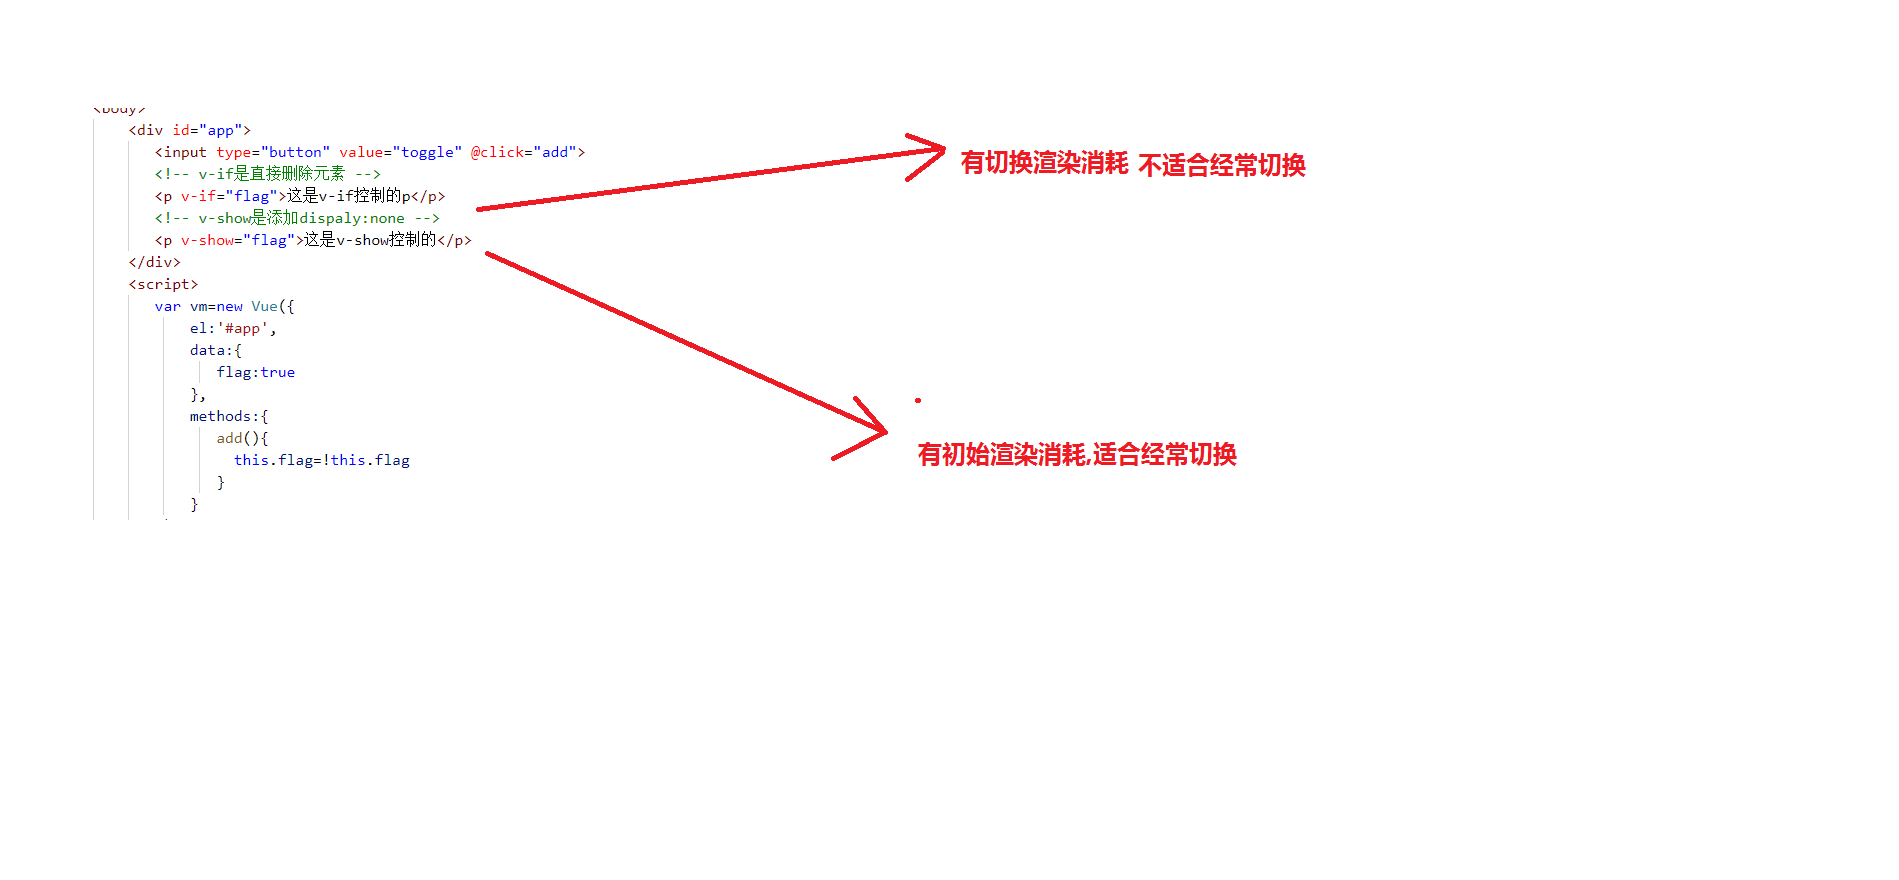 <body>
<div id="app">
<input type="button" value="toggle" @click="add">
<!-- v-if是直接删除元素 -->
<p v-if="flag">这是v-if控制的p</p>
<!-- v-show是添加dispaly:none -->
<p v-show="flag">这是v-show控制的</p>
</div>
<script>
var vm=new Vue({
el:'#app',
data:{
flag:true
},
methods:{
add(){
this.flag=!this.flag
}
}
有切换渲染消耗 不适合经常切换
有初始渲染消耗,适合经常切换